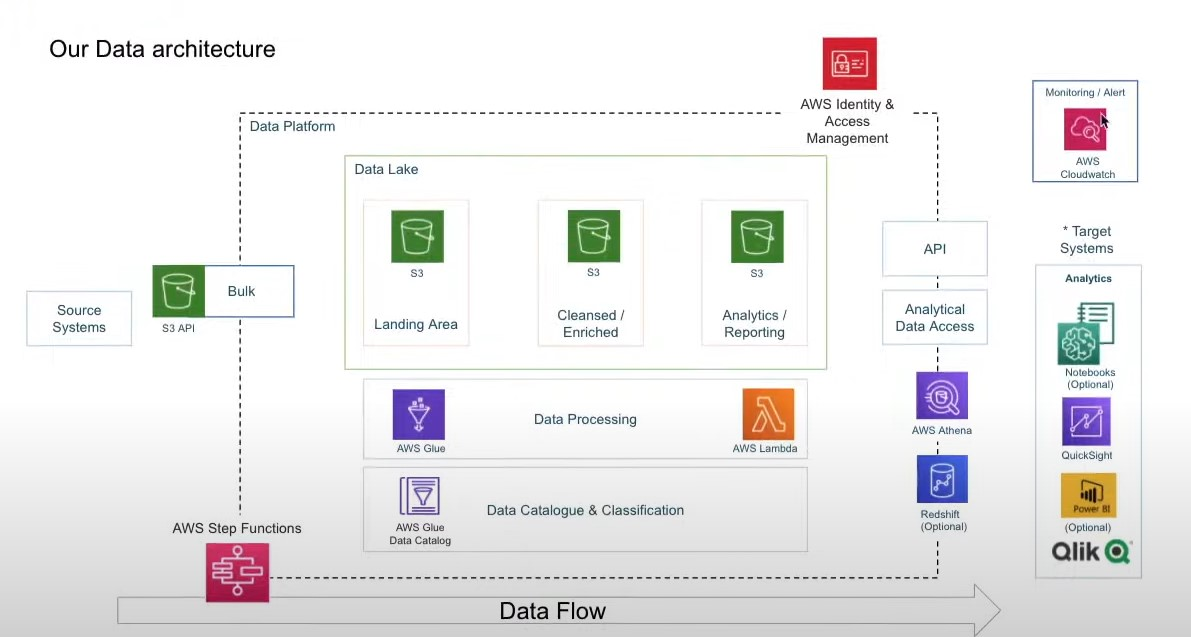 Our Data architecture
AWS Identity &
Access
Management
Monitoring / Alert
AWS
Cloudwatch
Data Platform
Data Lake
S3
Landing Area
S3
Cleansed /
Enriched
S3
Analytics /
Reporting
Source
Systems
Bulk
S3 API
API
Analytical
Data Access
AWS Athena
Redshift
(Optional)
* Target
Systems
Analytics
Notebooks
(Optional)
QuickSight
Power BI
(Optional)
Qlik
Data Processing
AWS Glue
AWS Lambda
Data Catalogue & Classification
AWS Glue
Data Catalog
AWS Step Functions
Data Flow